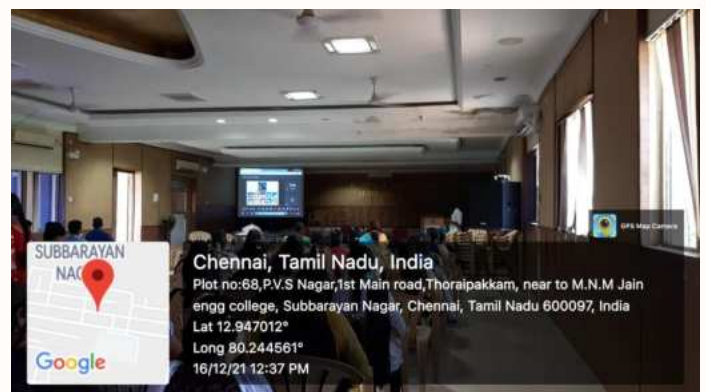 GPS Map Camera
SUBBARAYAN
NAG
Google
Chennai, Tamil Nadu, India
Plot no:68,P.V.S Nagar,1st Main road,Thoraipakkam, near to M.N.M Jain
engg college, Subbarayan Nagar, Chennai, Tamil Nadu 600097, India
Lat 12.947012°
Long 80.244561°
16/12/21 12:37 PM